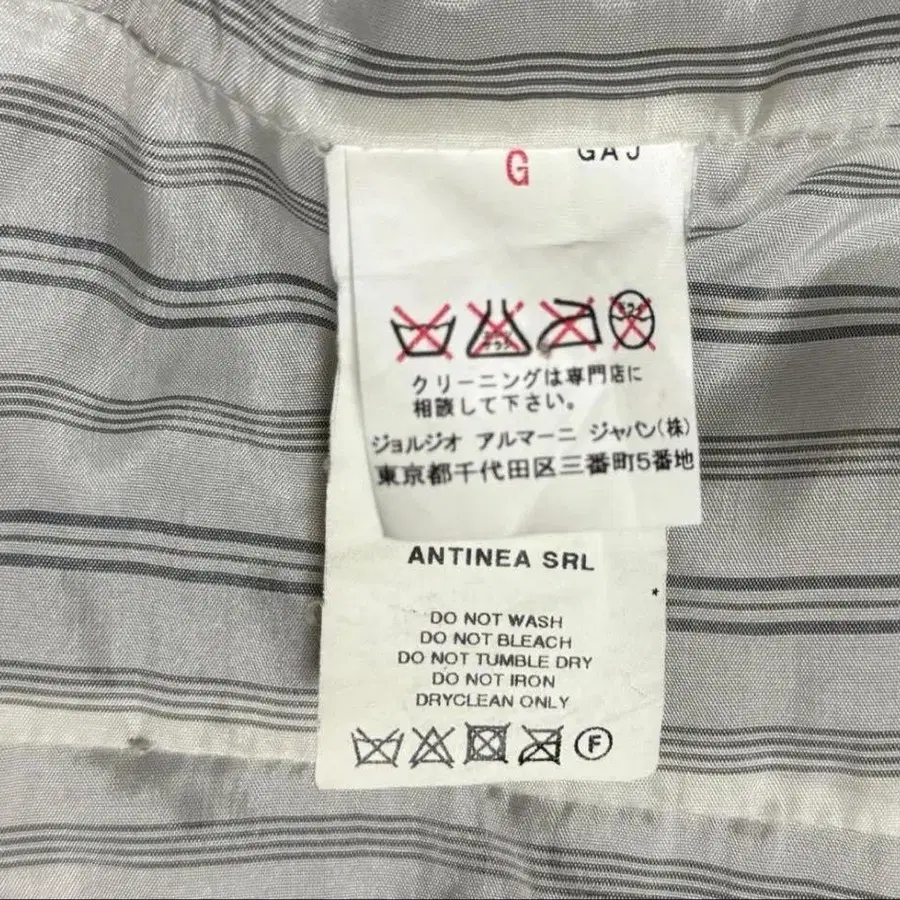 G GAJ
クリーニングは専門店に
相談して下さい。
ジョルジオ アルマーニ ジャパン(株)
東京都千代田区三番町5番地
ANTINEA SRL
DO NOT WASH
DO NOT BLEACH
DO NOT TUMBLE DRY
DO NOT IRON
DRYCLEAN ONLY
F